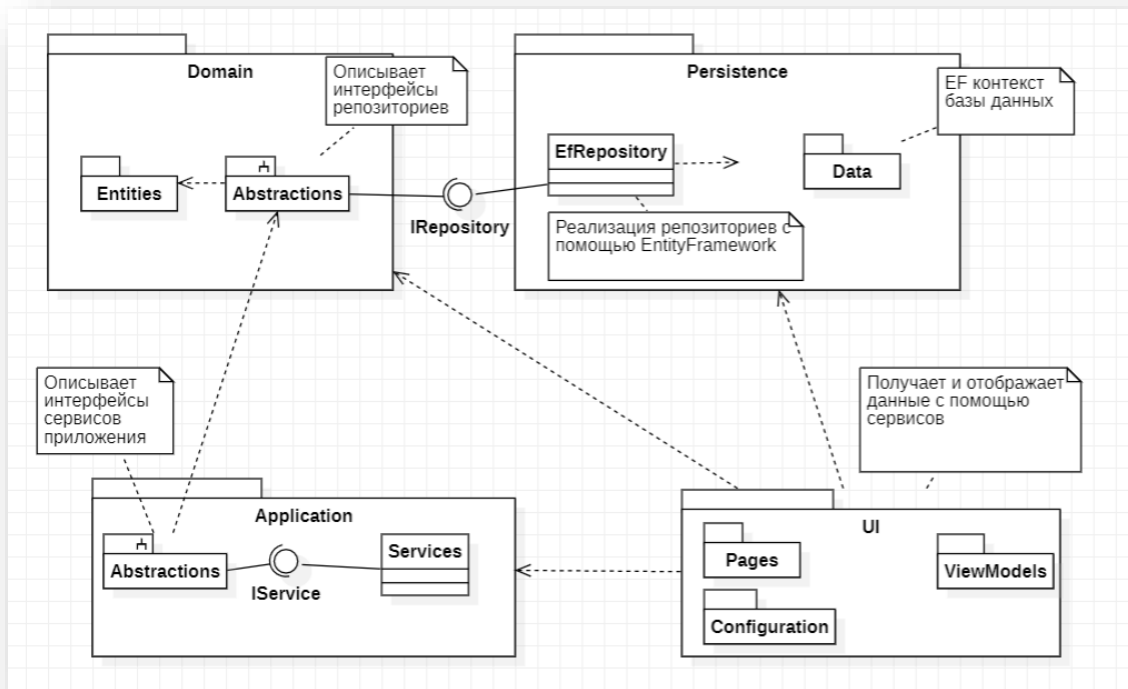 Domain
Описывает
интерфейсы
репозиториев
Entities
Abstractions
IRepository
Persistence
EF контекст
базы данных
EfRepository
Data
Реализация репозиториев с
помощью EntityFramework
Описывает
интерфейсы
сервисов
приложения
Получает и отображает
данные с помощью
сервисов
Application
Abstractions
IService
Services
UI
Pages
ViewModels
Configuration